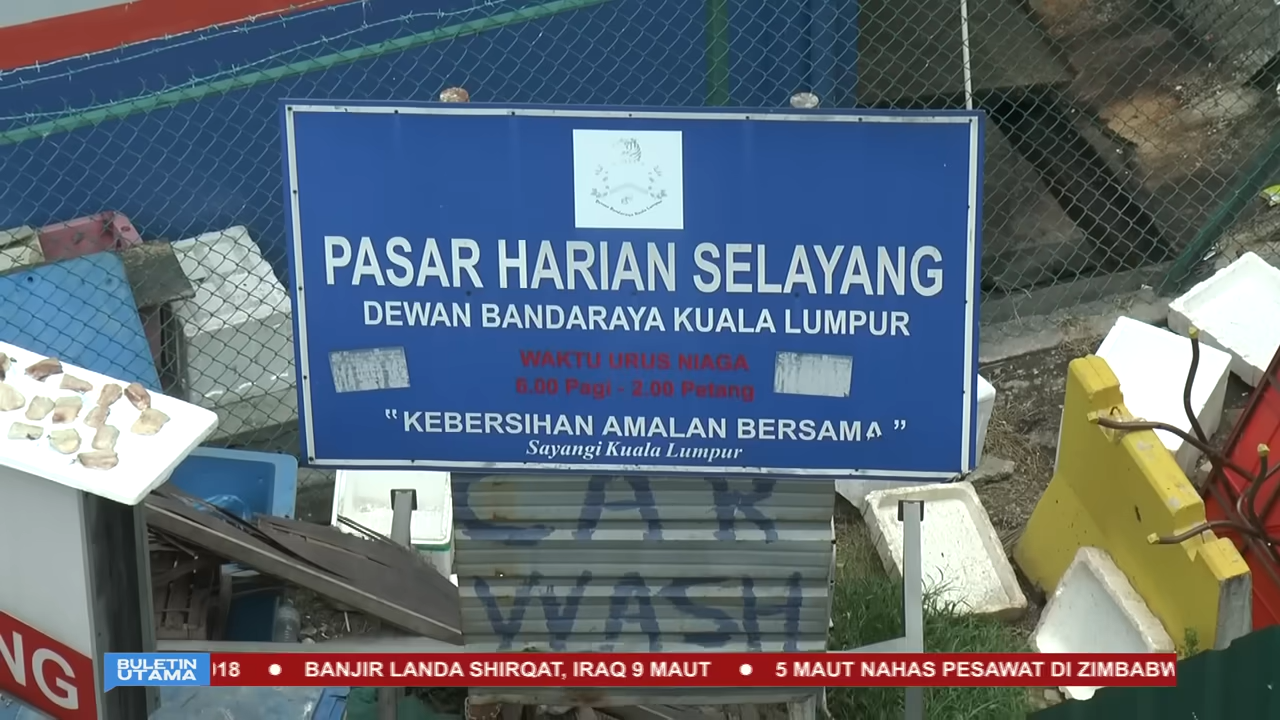 PASAR HARIAN SELAYANG
DEWAN BANDARAYA KUALA LUMPUR
WAKTU URUS NIAGA
8.00 Pagi - 2.00 Petang
" KEBERSIHAN AMALAN BERSAMA "
Sayangi Kuala Lumpur
CAR
WASH
NG
BULETIN UTAMA
018 ● BANJIR LANDA SHIRQAT, IRAQ 9 MAUT ● 5 MAUT NAHAS PESAWAT DI ZIMBABW